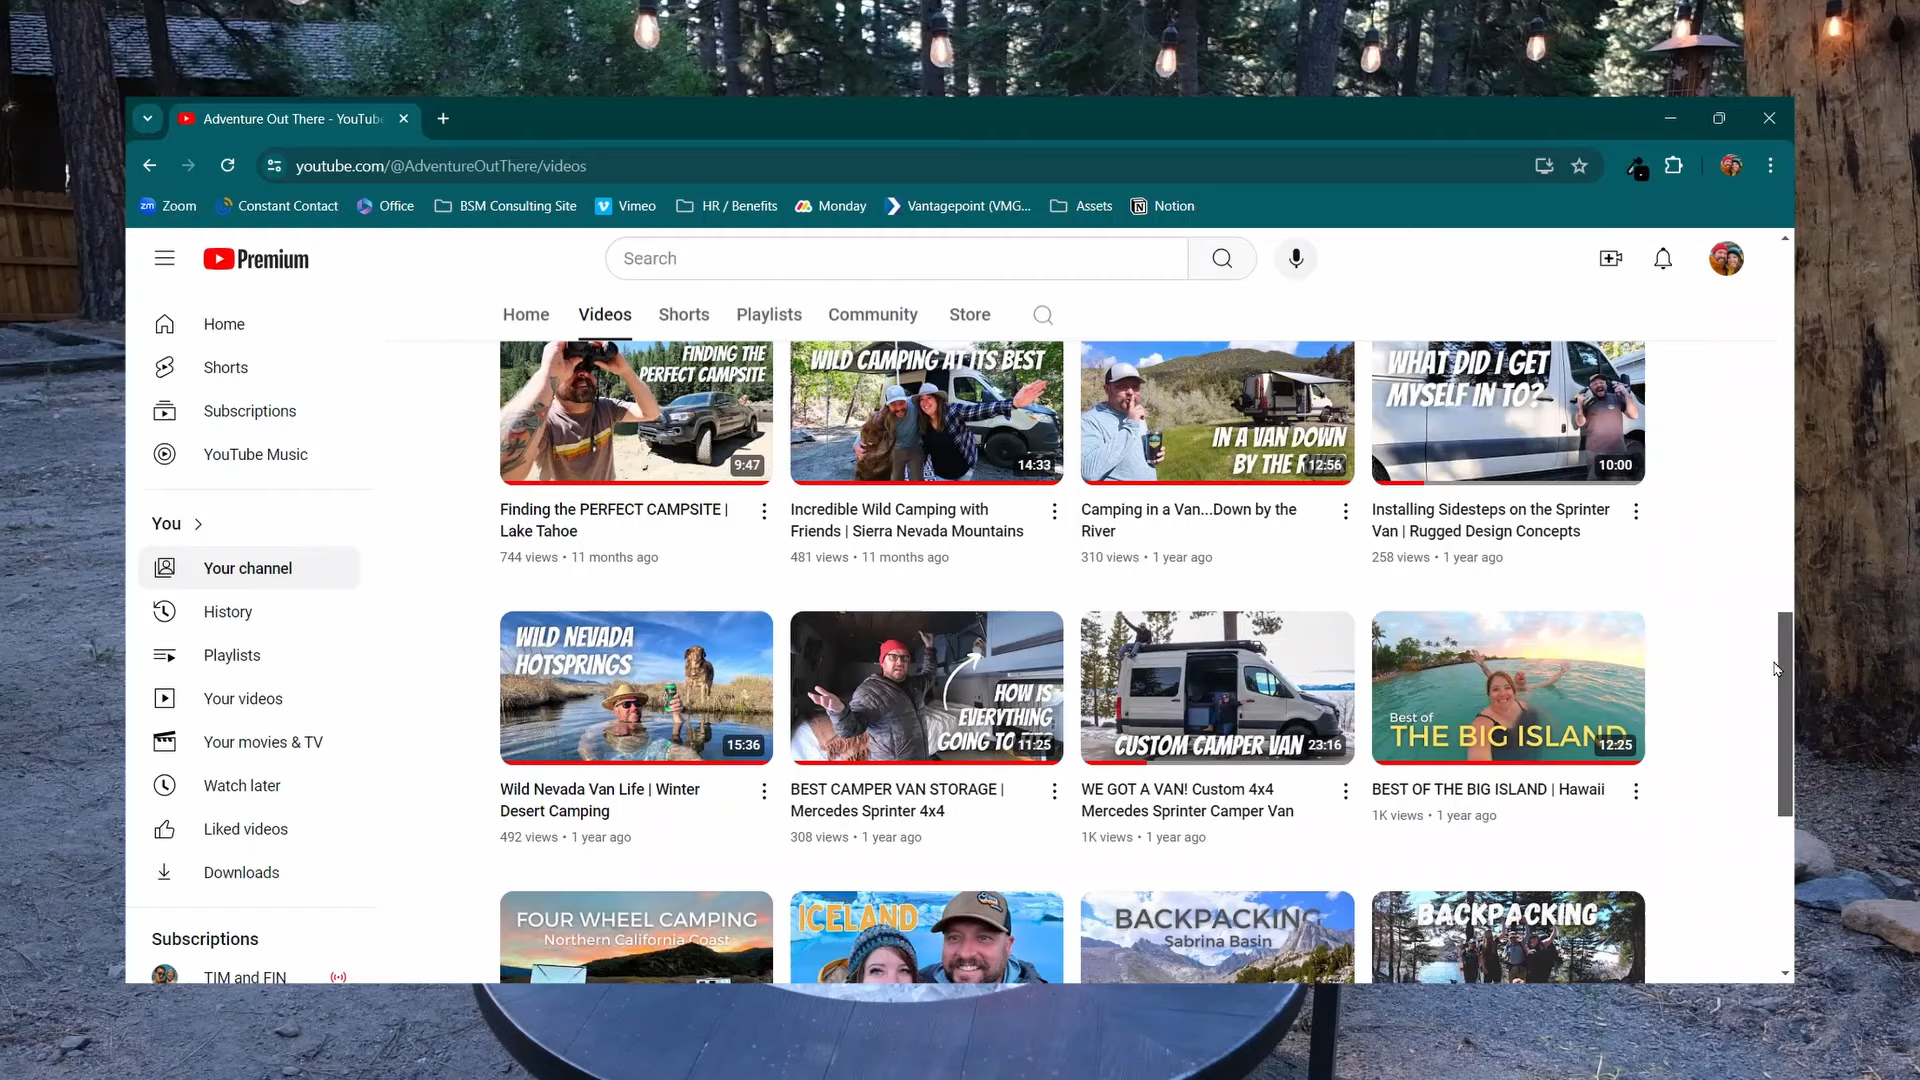 Adventure Out There - YouTube
youtube.com/@AdventureOutThere/videos
Zoom
Constant Contact
Office
BSM Consulting Site
Vimeo
HR / Benefits
Monday
Vantagepoint (VMG...
Assets
Notion
Premium
Search
Home
Videos
Shorts
Playlists
Community
Store
Home
Shorts
Subscriptions
YouTube Music
You
Your channel
History
Playlists
Your videos
Your movies & TV
Watch later
Liked videos
Downloads
Subscriptions
TIM and FIN
FINDING THE
PERFECT CAMPSITE
9:47
Finding the PERFECT CAMPSITE |
Lake Tahoe
744 views • 11 months ago
WILD CAMPING AT ITS BEST
14:33
Incredible Wild Camping with
Friends | Sierra Nevada Mountains
481 views • 11 months ago
IN A VAN DOWN
BY THE
12:56
Camping in a Van...Down by the
River
310 views • 1 year ago
WHAT DID I GET
MYSELF IN TO?
10:00
Installing Sidesteps on the Sprinter
Van | Rugged Design Concepts
258 views • 1 year ago
WILD NEVADA
HOTSPRINGS
15:36
Wild Nevada Van Life | Winter
Desert Camping
492 views • 1 year ago
HOW IS
EVERYTHING
GOING TO
11:25
BEST CAMPER VAN STORAGE |
Mercedes Sprinter 4x4
308 views • 1 year ago
CUSTOM CAMPER VAN
23:16
WE GOT A VAN! Custom 4x4
Mercedes Sprinter Camper Van
1K views • 1 year ago
Best of
THE BIG ISLAND
12:25
BEST OF THE BIG ISLAND | Hawaii
1K views • 1 year ago
FOUR WHEEL CAMPING
Northern California Coast
ICELAND
BACKPACKING
Sabrina Basin
BACKPACKING